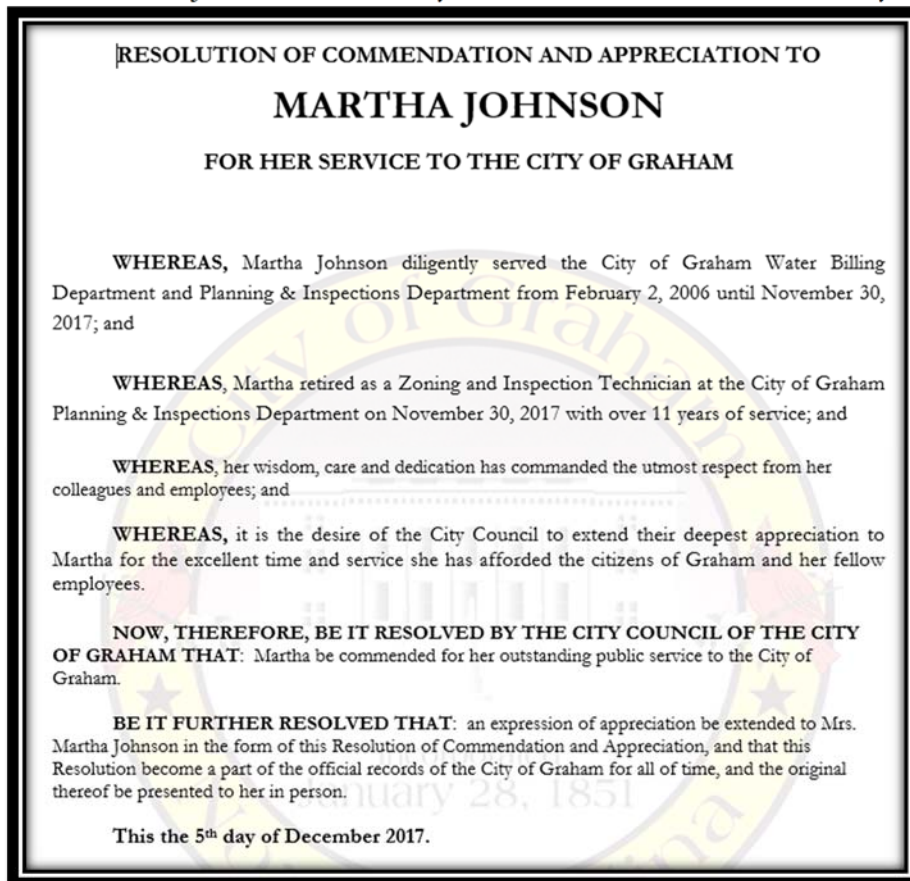 RESOLUTION OF COMMENDATION AND APPRECIATION TO
MARTHA JOHNSON
FOR HER SERVICE TO THE CITY OF GRAHAM
WHEREAS, Martha Johnson diligently served the City of Graham Water Billing
Department and Planning & Inspections Department from February 2, 2006 until November 30,
2017; and
WHEREAS, Martha retired as a Zoning and Inspection Technician at the City of Graham
Planning & Inspections Department on November 30, 2017 with over 11 years of service; and
WHEREAS, her wisdom, care and dedication has commanded the utmost respect from her
colleagues and employees; and
WHEREAS, it is the desire of the City Council to extend their deepest appreciation to
Martha for the excellent time and service she has afforded the citizens of Graham and her fellow
employees.
NOW, THEREFORE, BE IT RESOLVED BY THE CITY COUNCIL OF THE CITY
OF GRAHAM THAT: Martha be commended for her outstanding public service to the City of
Graham.
BE IT FURTHER RESOLVED THAT: an expression of appreciation be extended to Mrs.
Martha Johnson in the form of this Resolution of Commendation and Appreciation, and that this
Resolution become a part of the official records of the City of Graham for all of time, and the original
thereof be presented to her in person.
This the 5th day of December 2017.
City of Graham
January 28, 1851